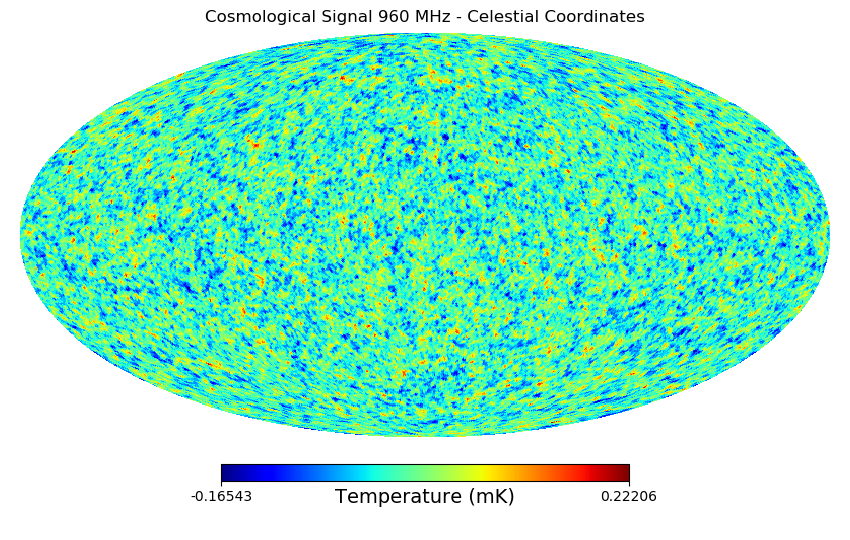 Cosmological Signal 960 MHz - Celestial Coordinates
-0.16543 Temperature (mK) 0.22206